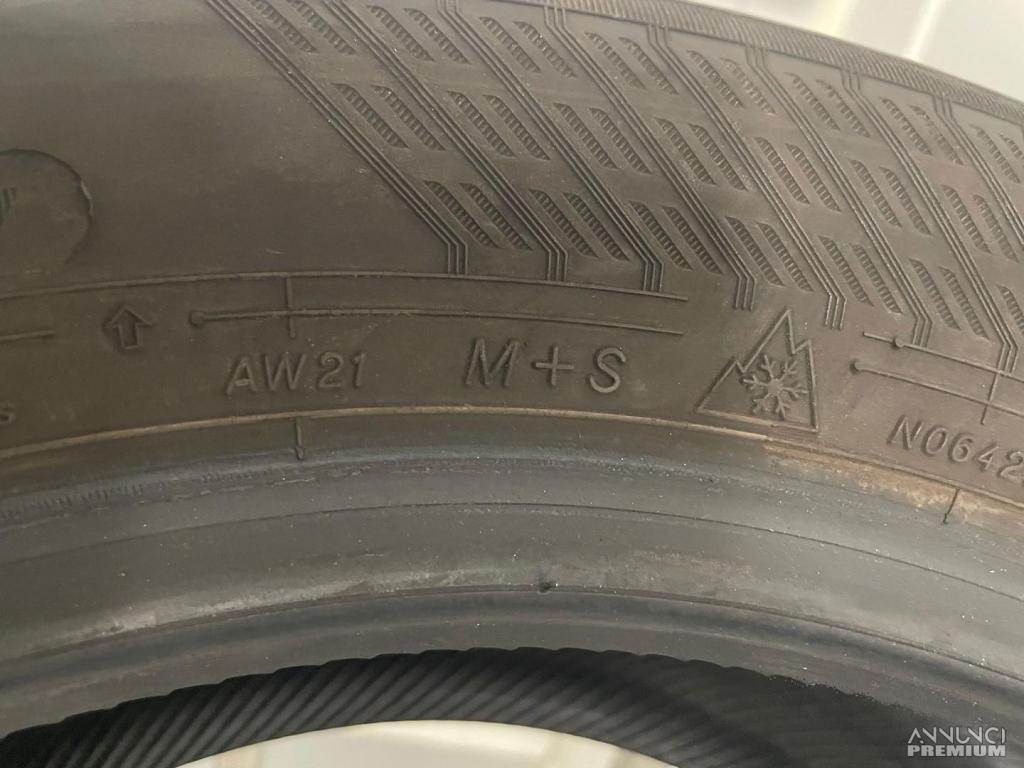 AW21 M+S
N0642
ANNUNCI
PREMIUM